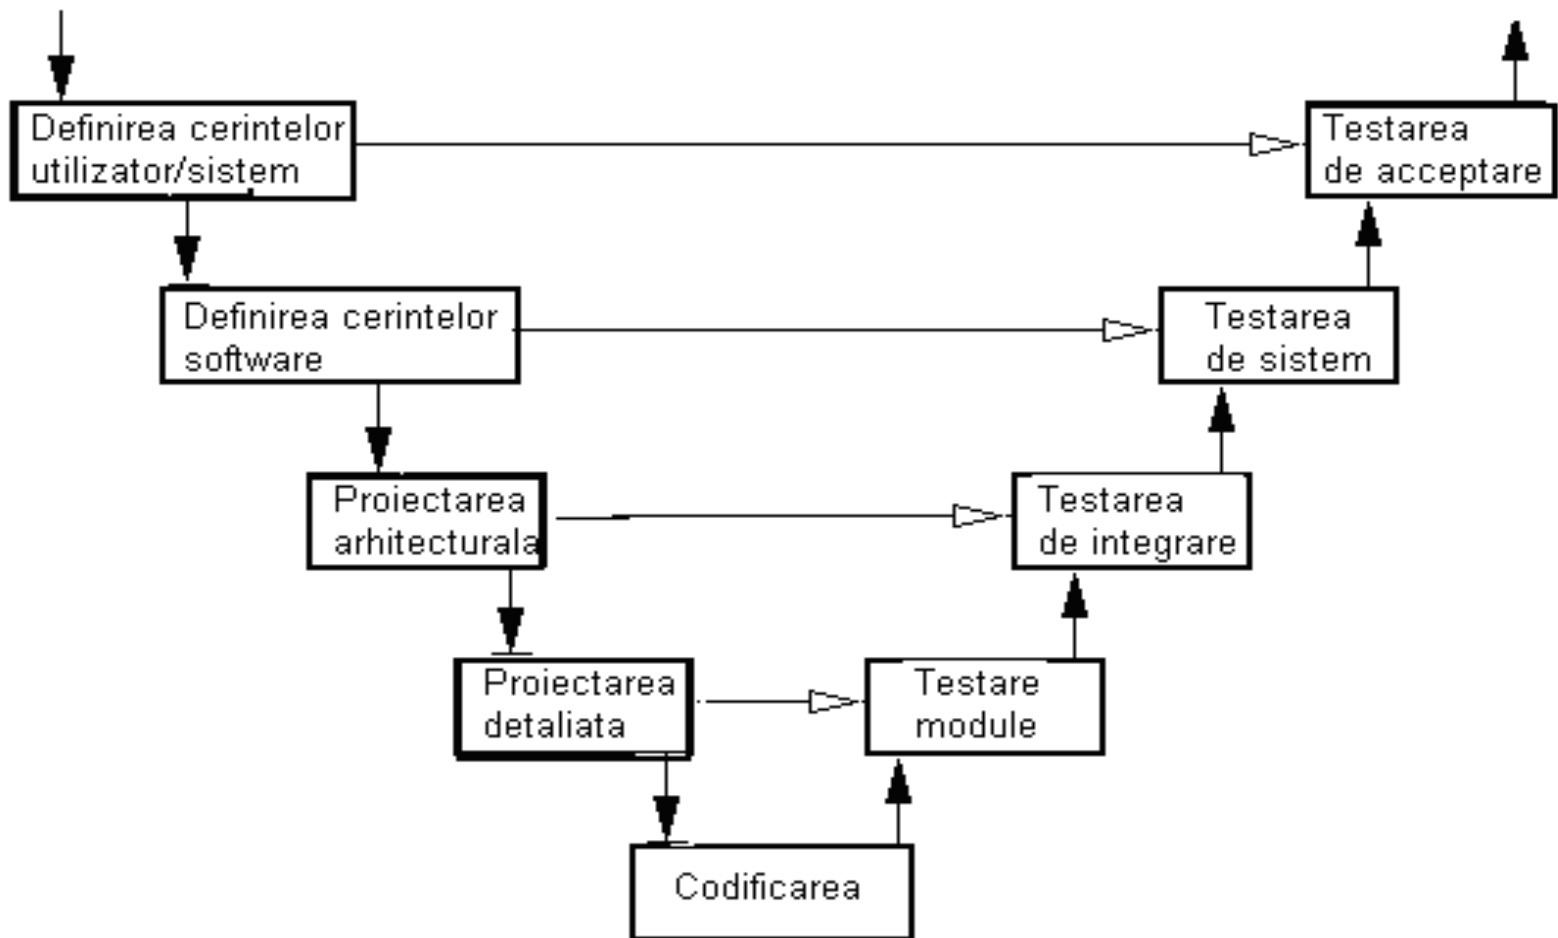 Definirea cerintelor
utilizator/sistem
Testarea
de acceptare
Definirea cerintelor
software
Testarea
de sistem
Proiectarea
arhitecturala
Testarea
de integrare
Proiectarea
detaliata
Testare
module
Codificarea